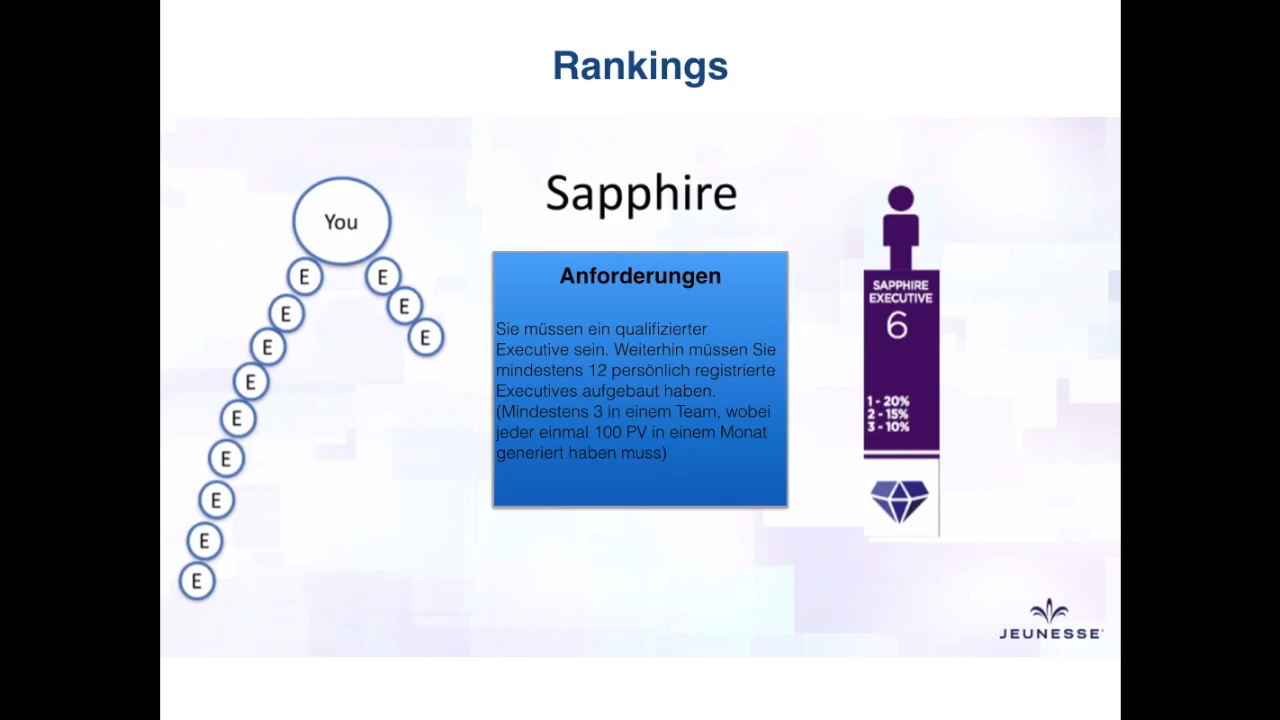 Rankings
Sapphire
You
E
E
E
E
E
E
E
E
E
E
E
E
Anforderungen
Sie müssen ein qualifizierter
Executive sein. Weiterhin müssen Sie
mindestens 12 persönlich registrierte
Executives aufgebaut haben.
(Mindestens 3 in einem Team, wobei
jeder einmal 100 PV in einem Monat
generiert haben muss)
SAPPHIRE
EXECUTIVE
6
1 - 20%
2 - 15%
3 - 10%
JEUNESSE